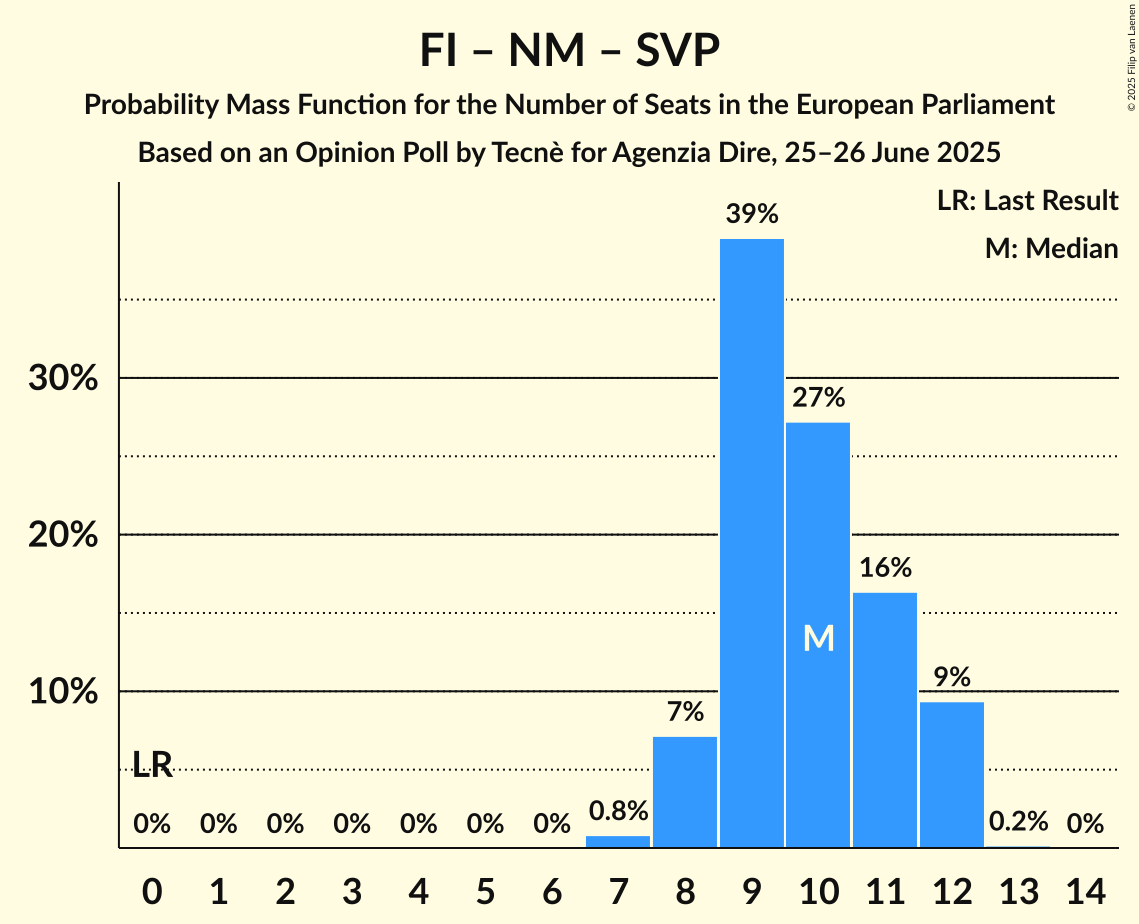 FI – NM – SVP
Probability Mass Function for the Number of Seats in the European Parliament
Based on an Opinion Poll by Tecnè for Agenzia Dire, 25–26 June 2025
© 2025 Filip van Laenen
LR: Last Result
M: Median
39%
30%
27%
20%
16%
M
10%
9%
7%
LR
0% 0% 0% 0% 0% 0% 0% 0.8% 0.2% 0%
0 1 2 3 4 5 6 7 8 9 10 11 12 13 14